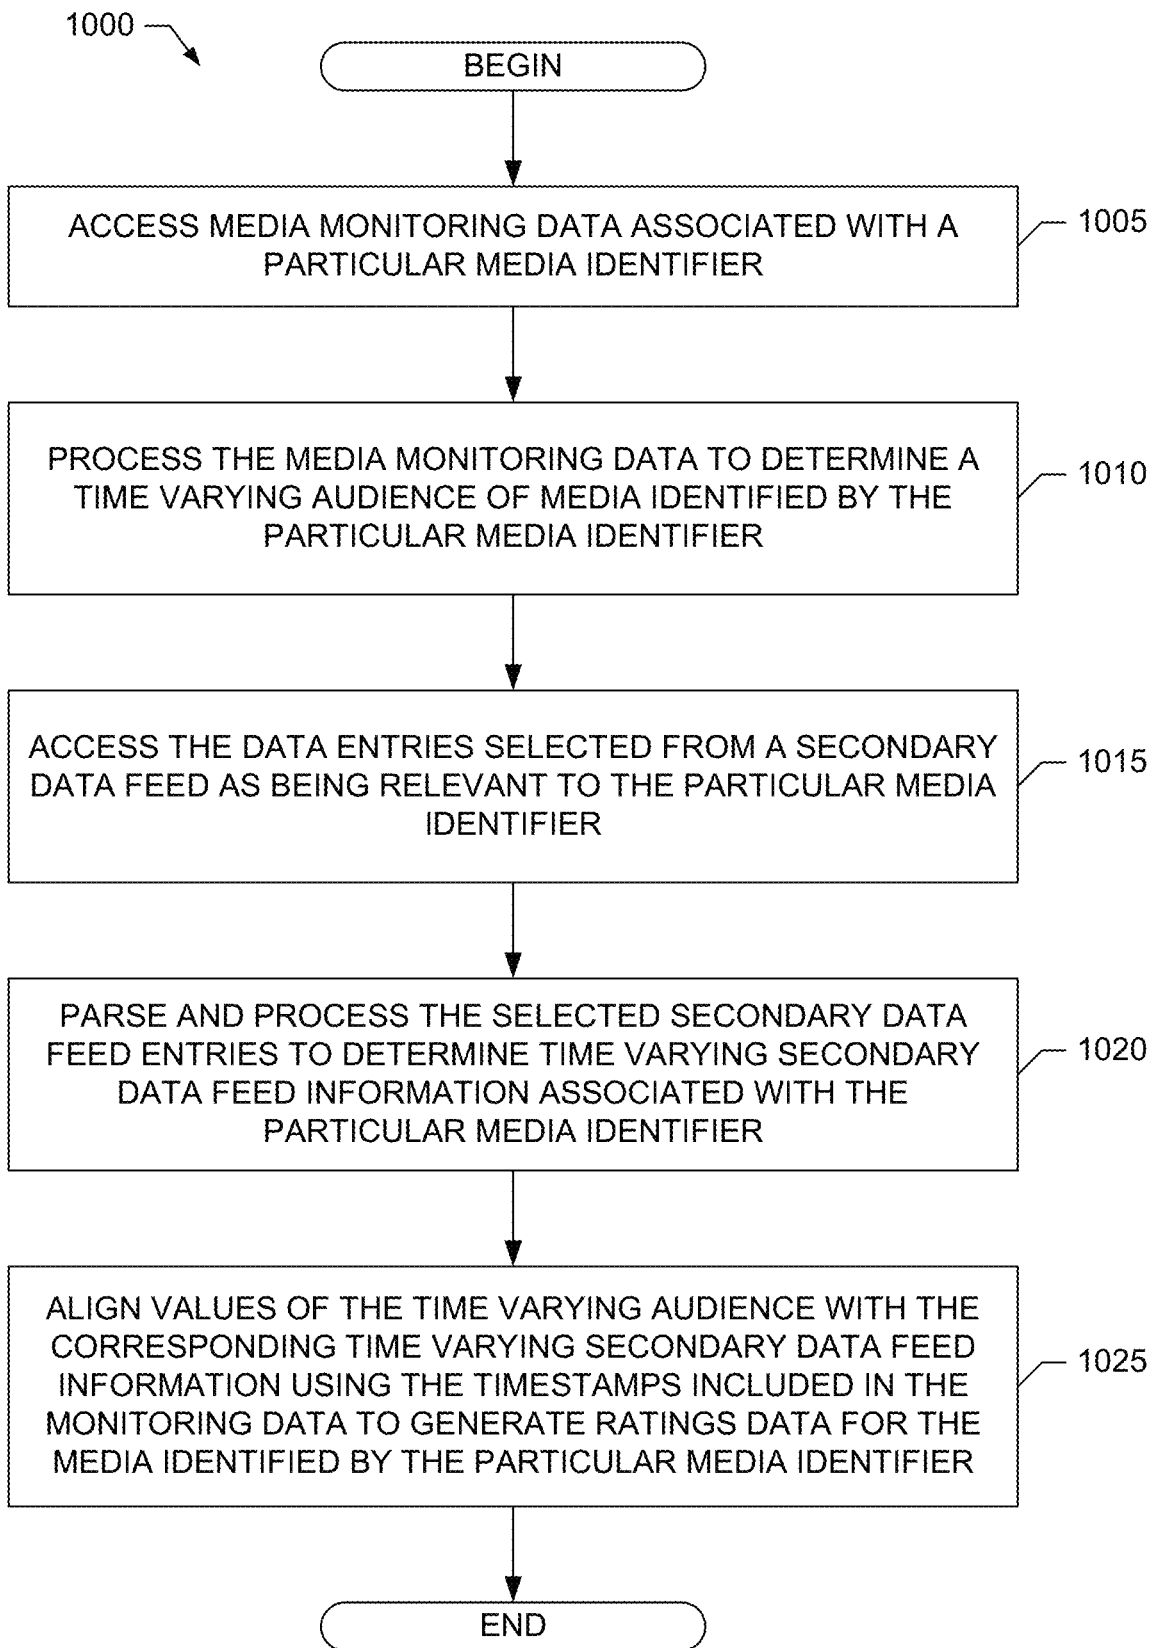 1000
BEGIN
ACCESS MEDIA MONITORING DATA ASSOCIATED WITH A
PARTICULAR MEDIA IDENTIFIER
1005
PROCESS THE MEDIA MONITORING DATA TO DETERMINE A
TIME VARYING AUDIENCE OF MEDIA IDENTIFIED BY THE
PARTICULAR MEDIA IDENTIFIER
1010
ACCESS THE DATA ENTRIES SELECTED FROM A SECONDARY
DATA FEED AS BEING RELEVANT TO THE PARTICULAR MEDIA
IDENTIFIER
1015
PARSE AND PROCESS THE SELECTED SECONDARY DATA
FEED ENTRIES TO DETERMINE TIME VARYING SECONDARY
DATA FEED INFORMATION ASSOCIATED WITH THE
PARTICULAR MEDIA IDENTIFIER
1020
ALIGN VALUES OF THE TIME VARYING AUDIENCE WITH THE
CORRESPONDING TIME VARYING SECONDARY DATA FEED
INFORMATION USING THE TIMESTAMPS INCLUDED IN THE
MONITORING DATA TO GENERATE RATINGS DATA FOR THE
MEDIA IDENTIFIED BY THE PARTICULAR MEDIA IDENTIFIER
1025
END